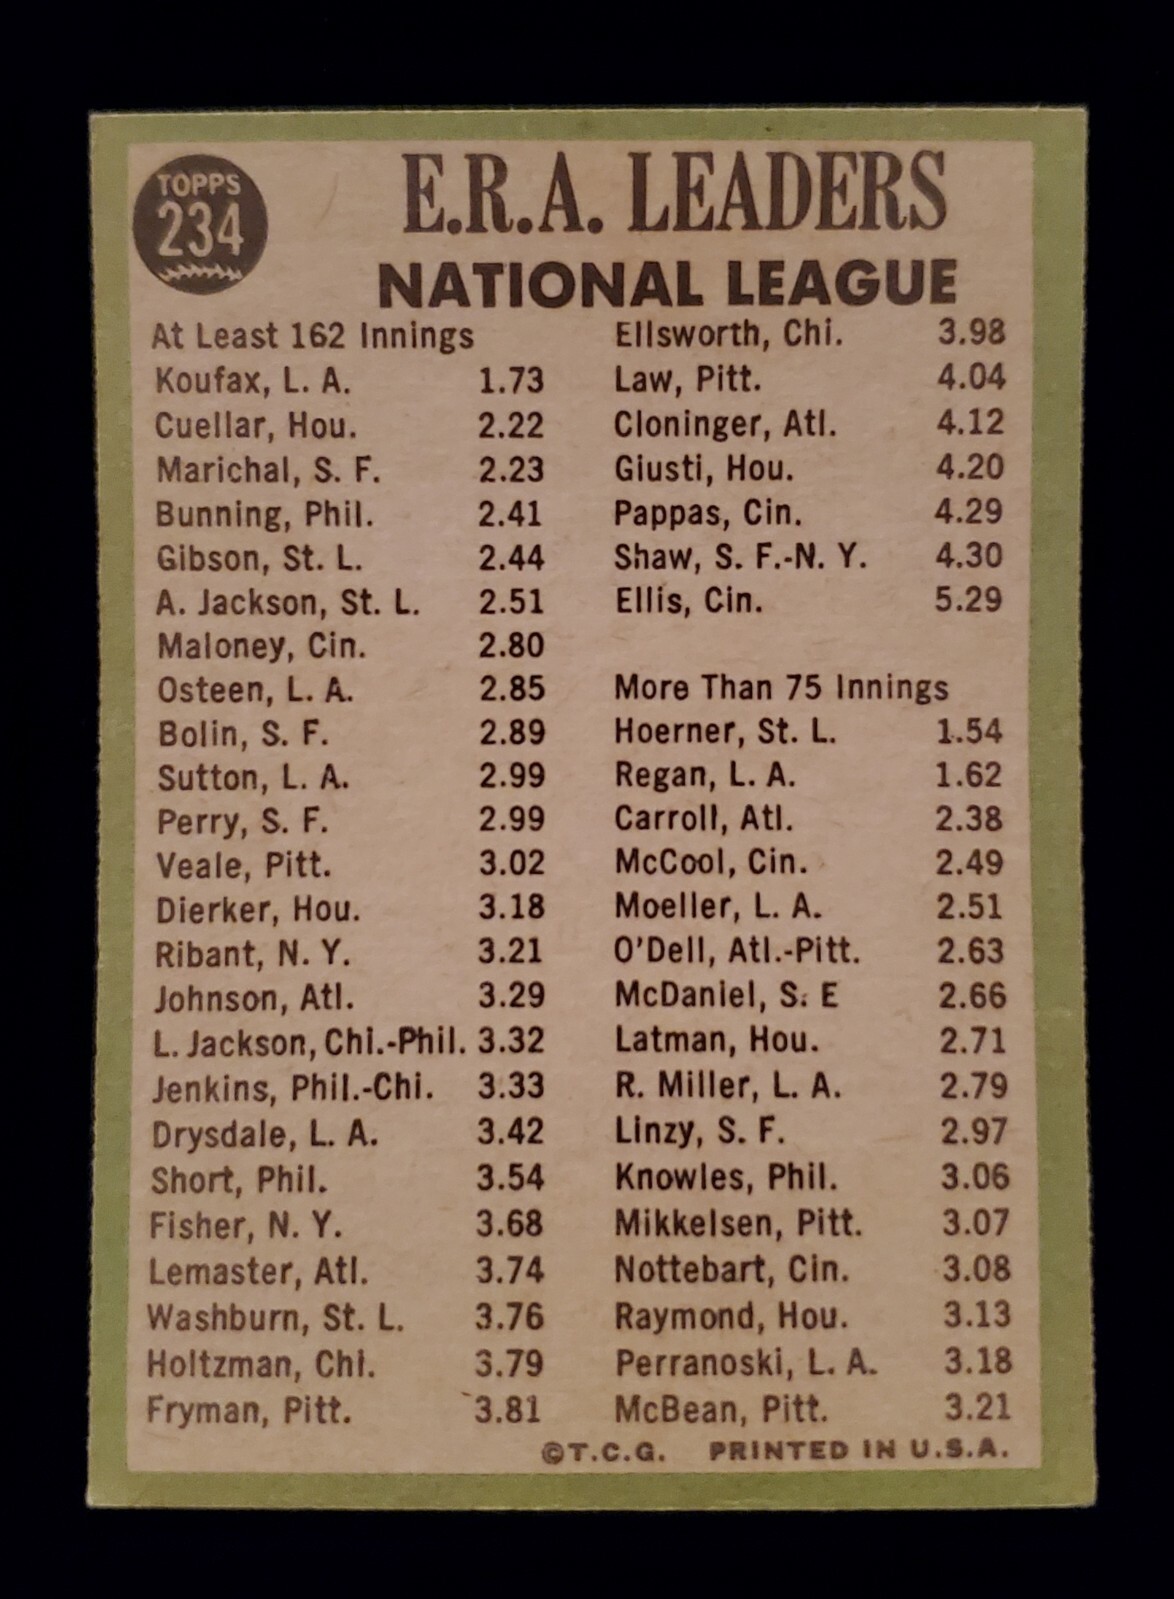 TOPPS
234
E.R.A. LEADERS
NATIONAL LEAGUE
At Least 162 Innings
Koufax, L. A. 1.73
Cuellar, Hou. 2.22
Marichal, S. F. 2.23
Bunning, Phil. 2.41
Gibson, St. L. 2.44
A. Jackson, St. L. 2.51
Maloney, Cin. 2.80
Osteen, L. A. 2.85
Bolin, S. F. 2.89
Sutton, L. A. 2.99
Perry, S. F. 2.99
Veale, Pitt. 3.02
Dierker, Hou. 3.18
Ribant, N. Y. 3.21
Johnson, Atl. 3.29
L. Jackson, Chi.-Phil. 3.32
Jenkins, Phil.-Chi. 3.33
Drysdale, L. A. 3.42
Short, Phil. 3.54
Fisher, N. Y. 3.68
Lemaster, Atl. 3.74
Washburn, St. L. 3.76
Holtzman, Chi. 3.79
Fryman, Pitt. 3.81
Ellsworth, Chi. 3.98
Law, Pitt. 4.04
Cloninger, Atl. 4.12
Giusti, Hou. 4.20
Pappas, Cin. 4.29
Shaw, S. F.-N. Y. 4.30
Ellis, Cin. 5.29
More Than 75 Innings
Hoerner, St. L. 1.54
Regan, L. A. 1.62
Carroll, Atl. 2.38
McCool, Cin. 2.49
Moeller, L. A. 2.51
O'Dell, Atl.-Pitt. 2.63
McDaniel, S. F 2.66
Latman, Hou. 2.71
R. Miller, L. A. 2.79
Linzy, S. F. 2.97
Knowles, Phil. 3.06
Mikkelsen, Pitt. 3.07
Nottebart, Cin. 3.08
Raymond, Hou. 3.13
Perranoski, L. A. 3.18
McBean, Pitt. 3.21
©T.C.G. PRINTED IN U.S.A.